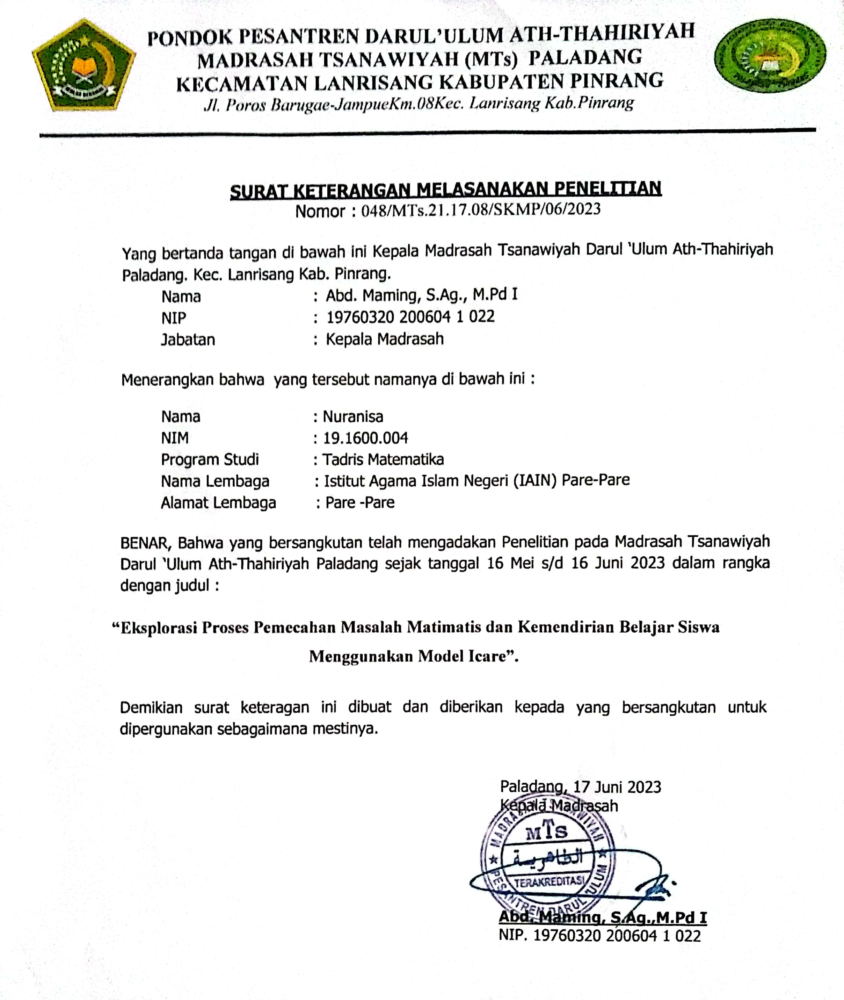 PONDOK PESANTREN DARUL'ULUM ATH-THAHIRIYAH
MADRASAH TSANAWIYAH (MTs) PALADANG
KECAMATAN LANRISANG KABUPATEN PINRANG
Jl. Poros Barugae-JampueKm.08Kec. Lanrisang Kab.Pinrang
SURAT KETERANGAN MELASANAKAN PENELITIAN
Nomor : 048/MTs.21.17.08/SKMP/06/2023
Yang bertanda tangan di bawah ini Kepala Madrasah Tsanawiyah Darul ‘Ulum Ath-Thahiriyah
Paladang. Kec. Lanrisang Kab. Pinrang.
Nama : Abd. Maming, S.Ag., M.Pd I
NIP : 19760320 200604 1 022
Jabatan : Kepala Madrasah
Menerangkan bahwa yang tersebut namanya di bawah ini :
Nama : Nuranisa
NIM : 19.1600.004
Program Studi : Tadris Matematika
Nama Lembaga : Istitut Agama Islam Negeri (IAIN) Pare-Pare
Alamat Lembaga : Pare -Pare
BENAR, Bahwa yang bersangkutan telah mengadakan Penelitian pada Madrasah Tsanawiyah
Darul ‘Ulum Ath-Thahiriyah Paladang sejak tanggal 16 Mei s/d 16 Juni 2023 dalam rangka
dengan judul :
“Eksplorasi Proses Pemecahan Masalah Matimatis dan Kemendirian Belajar Siswa
Menggunakan Model Icare”.
Demikian surat keteragan ini dibuat dan diberikan kepada yang bersangkutan untuk
dipergunakan sebagaimana mestinya.
Paladang, 17 Juni 2023
Kepala Madrasah
MADRASAH TSANAWIYAH
MTs
الطاهرية
TERAKREDITASI
PESANTREN DARUL 'ULUM
Abd. Maming, S.Ag.,M.Pd I
NIP. 19760320 200604 1 022